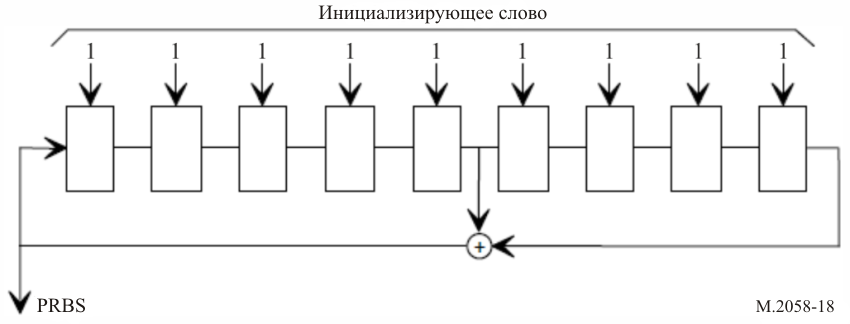 Инициализирующее слово
1 1 1 1 1 1 1 1 1
+
PRBS M.2058-18